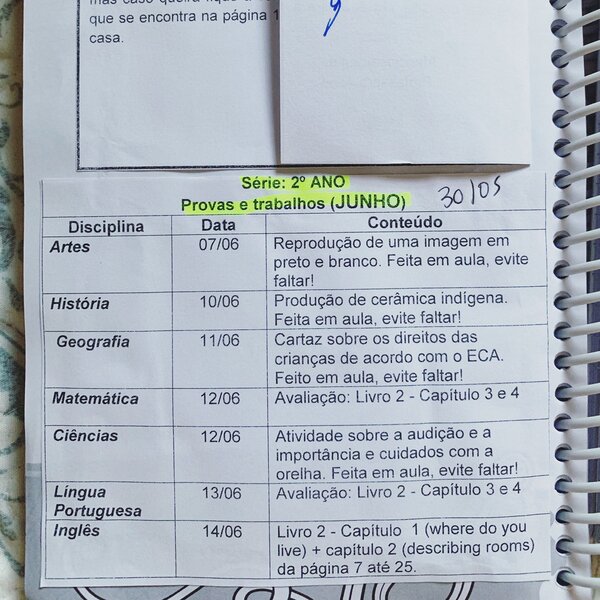 que se encontra na página 1
casa.
Série: 2º ANO
Provas e trabalhos (JUNHO)
30/05
Disciplina Data Conteúdo
Artes 07/06 Reprodução de uma imagem em
preto e branco. Feita em aula, evite
faltar!
História 10/06 Produção de cerâmica indígena.
Feita em aula, evite faltar!
Geografia 11/06 Cartaz sobre os direitos das
crianças de acordo com o ECA.
Feito em aula, evite faltar!
Matemática 12/06 Avaliação: Livro 2 - Capítulo 3 e 4
Ciências 12/06 Atividade sobre a audição e a
importância e cuidados com a
orelha. Feita em aula, evite faltar!
Língua 13/06 Avaliação: Livro 2 - Capítulo 3 e 4
Portuguesa
Inglês 14/06 Livro 2 - Capítulo 1 (where do you
live) + capítulo 2 (describing rooms)
da página 7 até 25.